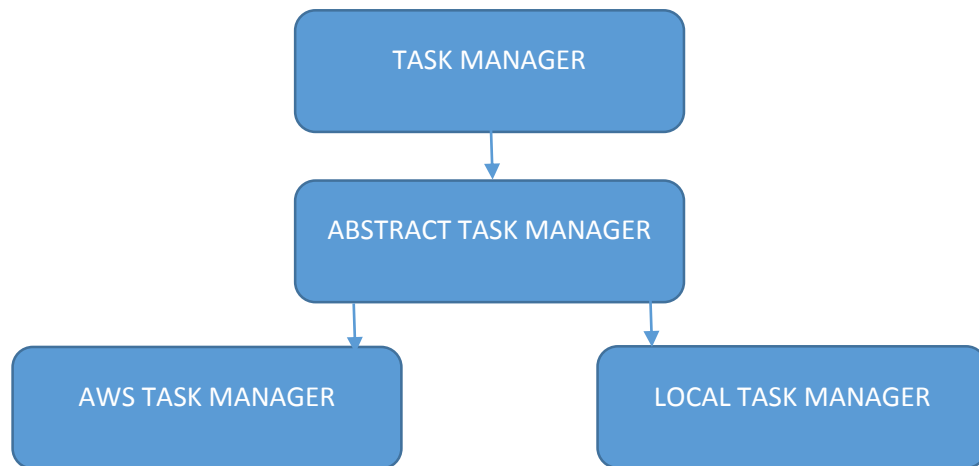 TASK MANAGER
ABSTRACT TASK MANAGER
AWS TASK MANAGER
LOCAL TASK MANAGER